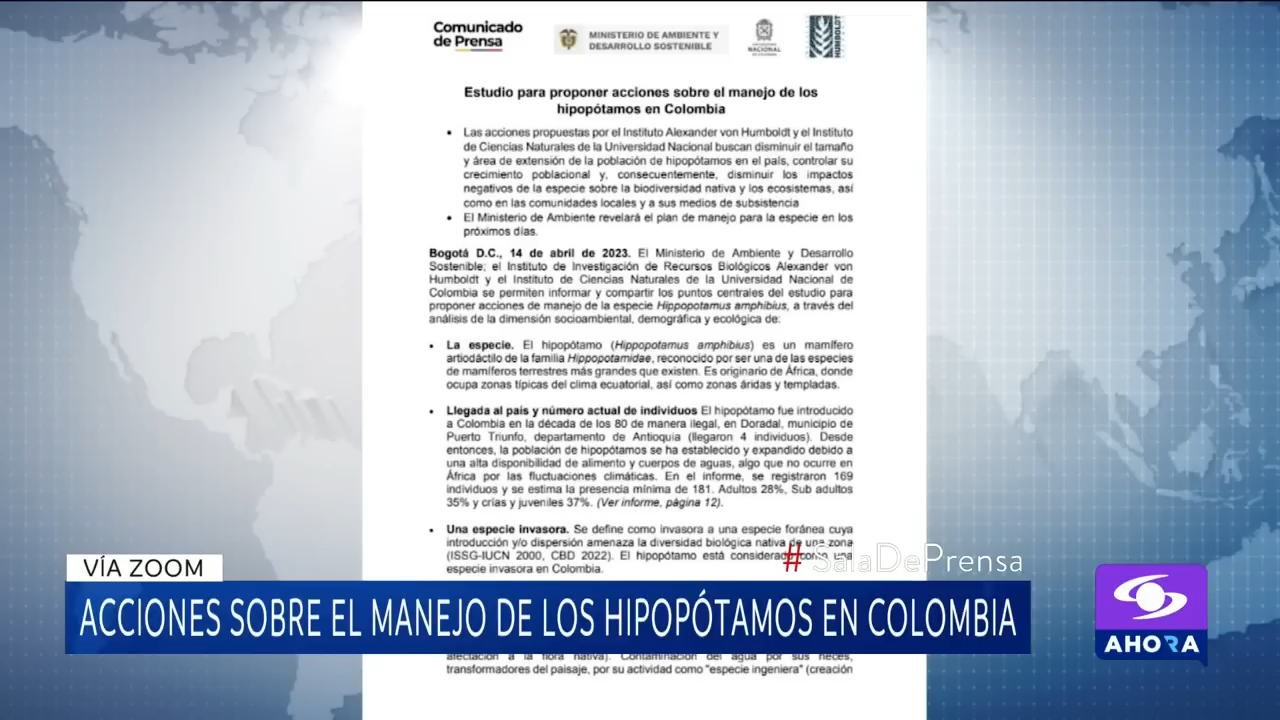 Comunicado
de Prensa
MINISTERIO DE AMBIENTE Y
DESARROLLO SOSTENIBLE
UNIVERSIDAD
NACIONAL
DE COLOMBIA
HUMBOLDT
Estudio para proponer acciones sobre el manejo de los
hipopótamos en Colombia
• Las acciones propuestas por el Instituto Alexander von Humboldt y el Instituto
de Ciencias Naturales de la Universidad Nacional buscan disminuir el tamaño
y área de extensión de la población de hipopótamos en el país, controlar su
crecimiento poblacional y, consecuentemente, disminuir los impactos
negativos de la especie sobre la biodiversidad nativa y los ecosistemas, así
como en las comunidades locales y a sus medios de subsistencia
• El Ministerio de Ambiente revelará el plan de manejo para la especie en los
próximos días.
Bogotá D.C., 14 de abril de 2023. El Ministerio de Ambiente y Desarrollo
Sostenible; el Instituto de Investigación de Recursos Biológicos Alexander von
Humboldt y el Instituto de Ciencias Naturales de la Universidad Nacional de
Colombia se permiten informar y compartir los puntos centrales del estudio para
proponer acciones de manejo de la especie Hippopotamus amphibius, a través del
análisis de la dimensión socioambiental, demográfica y ecológica de:
• La especie. El hipopótamo (Hippopotamus amphibius) es un mamífero
artiodáctilo de la familia Hippopotamidae, reconocido por ser una de las especies
de mamíferos terrestres más grandes que existen. Es originario de África, donde
ocupa zonas típicas del clima ecuatorial, así como zonas áridas y templadas.
• Llegada al país y número actual de individuos El hipopótamo fue introducido
a Colombia en la década de los 80 de manera ilegal, en Doradal, municipio de
Puerto Triunfo, departamento de Antioquia (llegaron 4 individuos). Desde
entonces, la población de hipopótamos se ha establecido y expandido debido a
una alta disponibilidad de alimento y cuerpos de aguas, algo que no ocurre en
África por las fluctuaciones climáticas. En el informe, se registraron 169
individuos y se estima la presencia mínima de 181. Adultos 28%, Sub adultos
35% y crías y juveniles 37%. (Ver informe, página 12).
• Una especie invasora. Se define como invasora a una especie foránea cuya
introducción y/o dispersión amenaza la diversidad biológica nativa de una zona
(ISSG-IUCN 2000, CBD 2022). El hipopótamo está considerado como una
especie invasora en Colombia.
# SalaDePrensa
VÍA ZOOM
ACCIONES SOBRE EL MANEJO DE LOS HIPOPÓTAMOS EN COLOMBIA
AHORA
afectación a la flora nativa). Contaminación del agua por sus heces,
transformadores del paisaje, por su actividad como "especie ingeniera" (creación